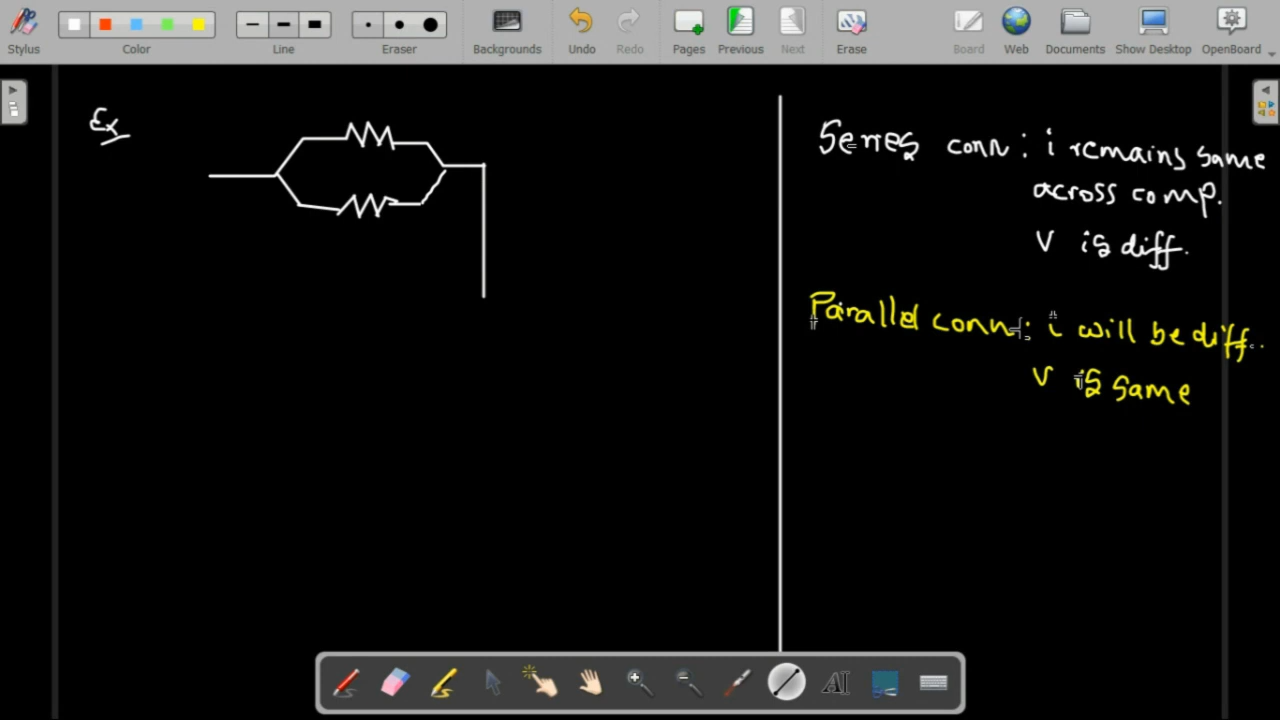 Stylus
Color
Line
Eraser
Backgrounds
Undo
Redo
Pages
Previous
Next
Erase
Board
Web
Documents
Show Desktop
OpenBoard
Ex
Series conn : i remains same
across comp.
V is diff.
Parallel conn : i will be diff.
V is same
AI